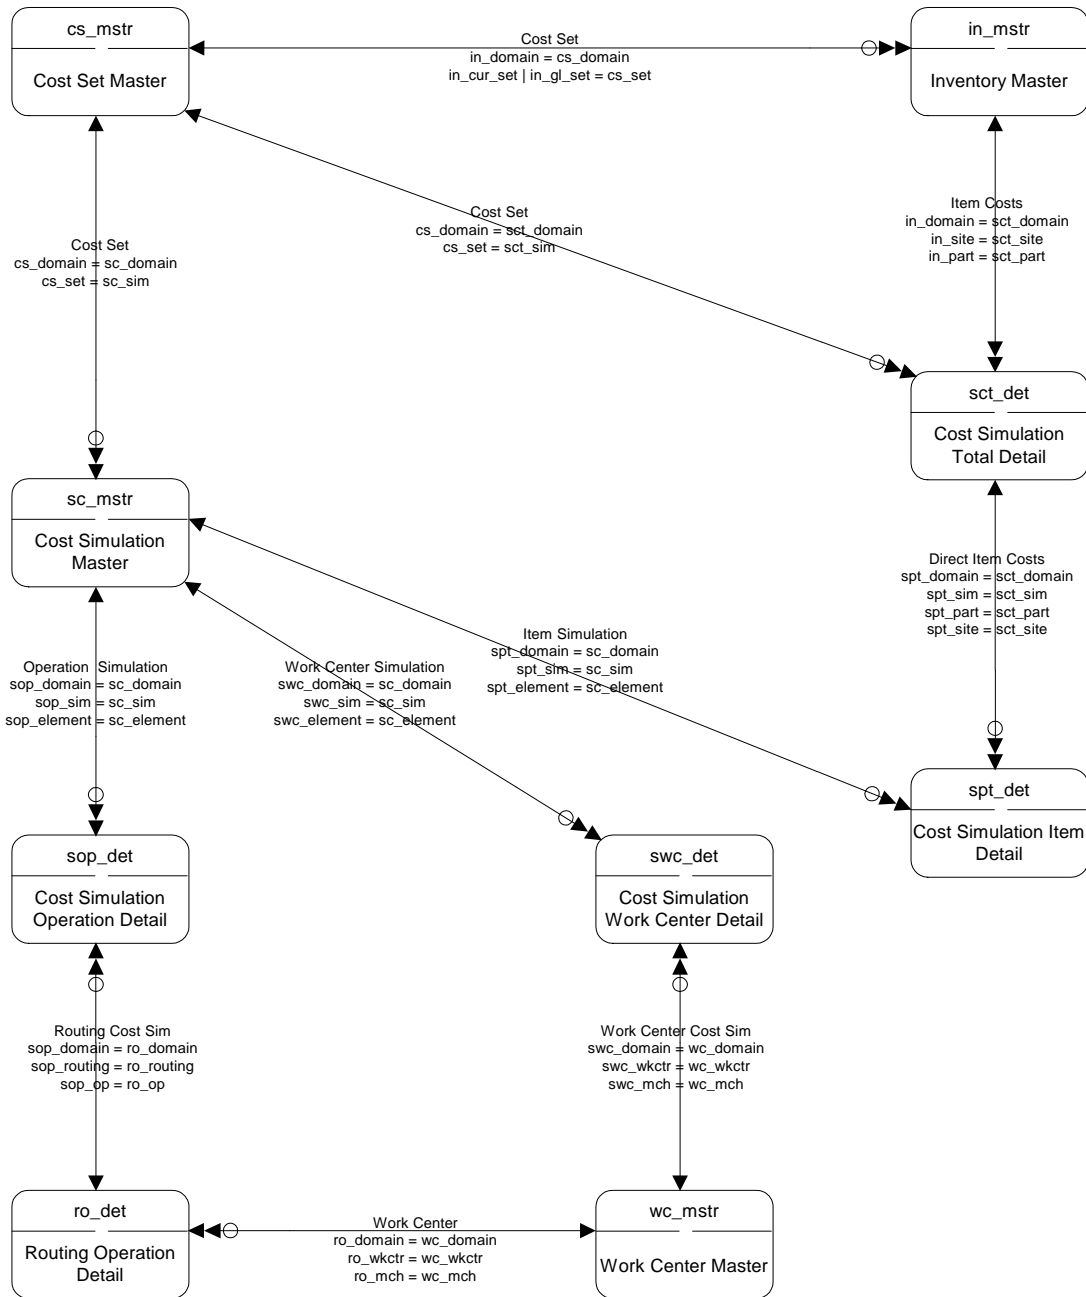 cs_mstr
Cost Set Master
Cost Set
in_domain = cs_domain
in_cur_set | in_gl_set = cs_set
in_mstr
Inventory Master
Cost Set
cs_domain = sct_domain
cs_set = sct_sim
Item Costs
in_domain = sct_domain
in_site = sct_site
in_part = sct_part
Cost Set
cs_domain = sc_domain
cs_set = sc_sim
sct_det
Cost Simulation
Total Detail
sc_mstr
Cost Simulation
Master
Direct Item Costs
spt_domain = sct_domain
spt_sim = sct_sim
spt_part = sct_part
spt_site = sct_site
Item Simulation
spt_domain = sc_domain
spt_sim = sc_sim
spt_element = sc_element
Operation Simulation
sop_domain = sc_domain
sop_sim = sc_sim
sop_element = sc_element
Work Center Simulation
swc_domain = sc_domain
swc_sim = sc_sim
swc_element = sc_element
spt_det
Cost Simulation Item
Detail
sop_det
Cost Simulation
Operation Detail
swc_det
Cost Simulation
Work Center Detail
Routing Cost Sim
sop_domain = ro_domain
sop_routing = ro_routing
sop_op = ro_op
Work Center Cost Sim
swc_domain = wc_domain
swc_wkctr = wc_wkctr
swc_mch = wc_mch
ro_det
Routing Operation
Detail
Work Center
ro_domain = wc_domain
ro_wkctr = wc_wkctr
ro_mch = wc_mch
wc_mstr
Work Center Master